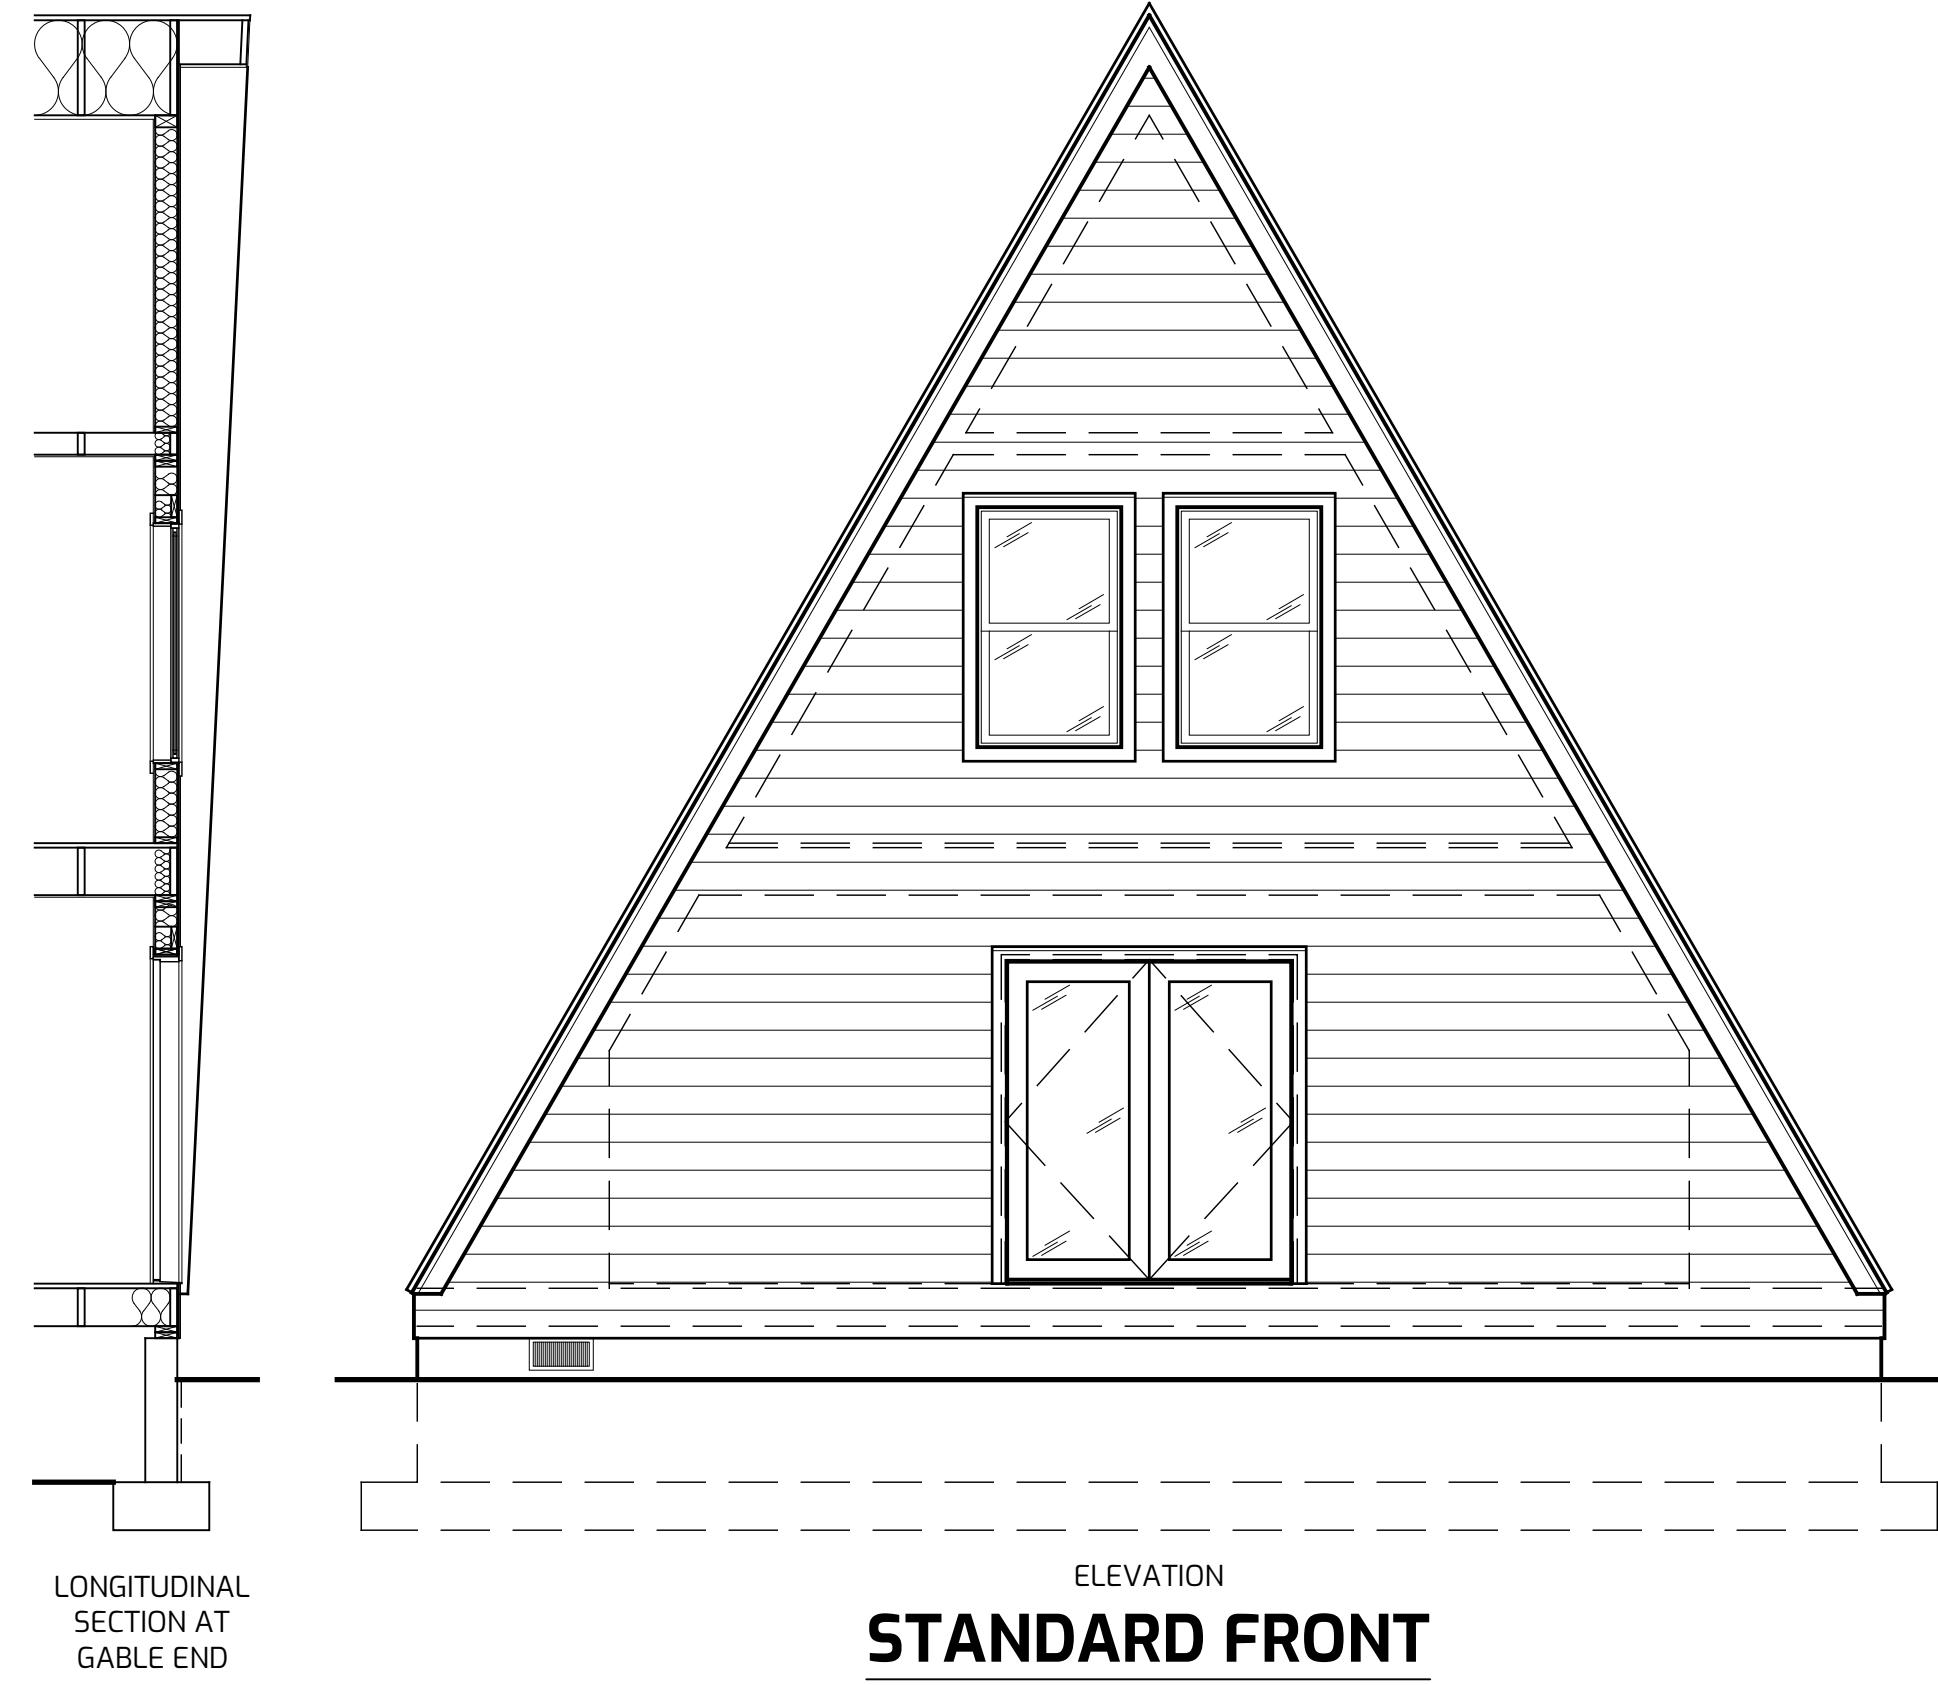 LONGITUDINAL
SECTION AT
GABLE END
ELEVATION
STANDARD FRONT